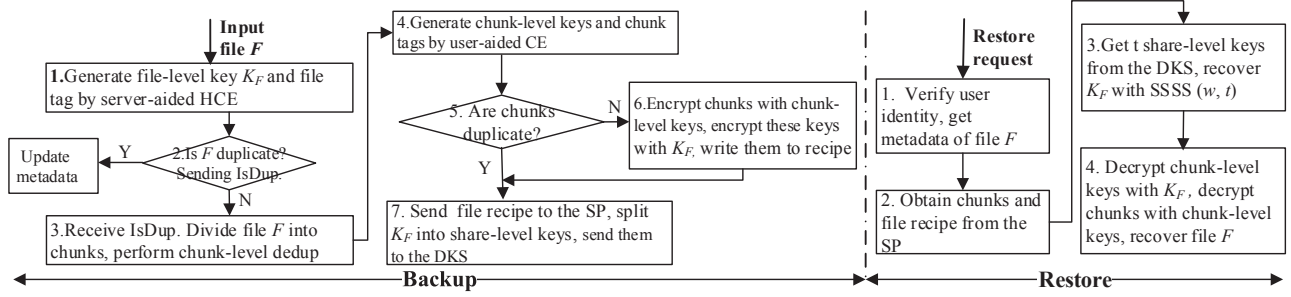 Input
file F
1.Generate file-level key K_F and file
tag by server-aided HCE
2.Is F duplicate?
Sending IsDup.
Y
N
Update
metadata
3.Receive IsDup. Divide file F into
chunks, perform chunk-level dedup
4.Generate chunk-level keys and chunk
tags by user-aided CE
5. Are chunks
duplicate?
N
Y
6.Encrypt chunks with chunk-
level keys, encrypt these keys
with K_F, write them to recipe
7. Send file recipe to the SP, split
K_F into share-level keys, send them
to the DKS
Backup
Restore
request
1. Verify user
identity, get
metadata of file F
2. Obtain chunks and
file recipe from the
SP
3.Get t share-level keys
from the DKS, recover
K_F with SSSS (w, t)
4. Decrypt chunk-level
keys with K_F, decrypt
chunks with chunk-level
keys, recover file F
Restore